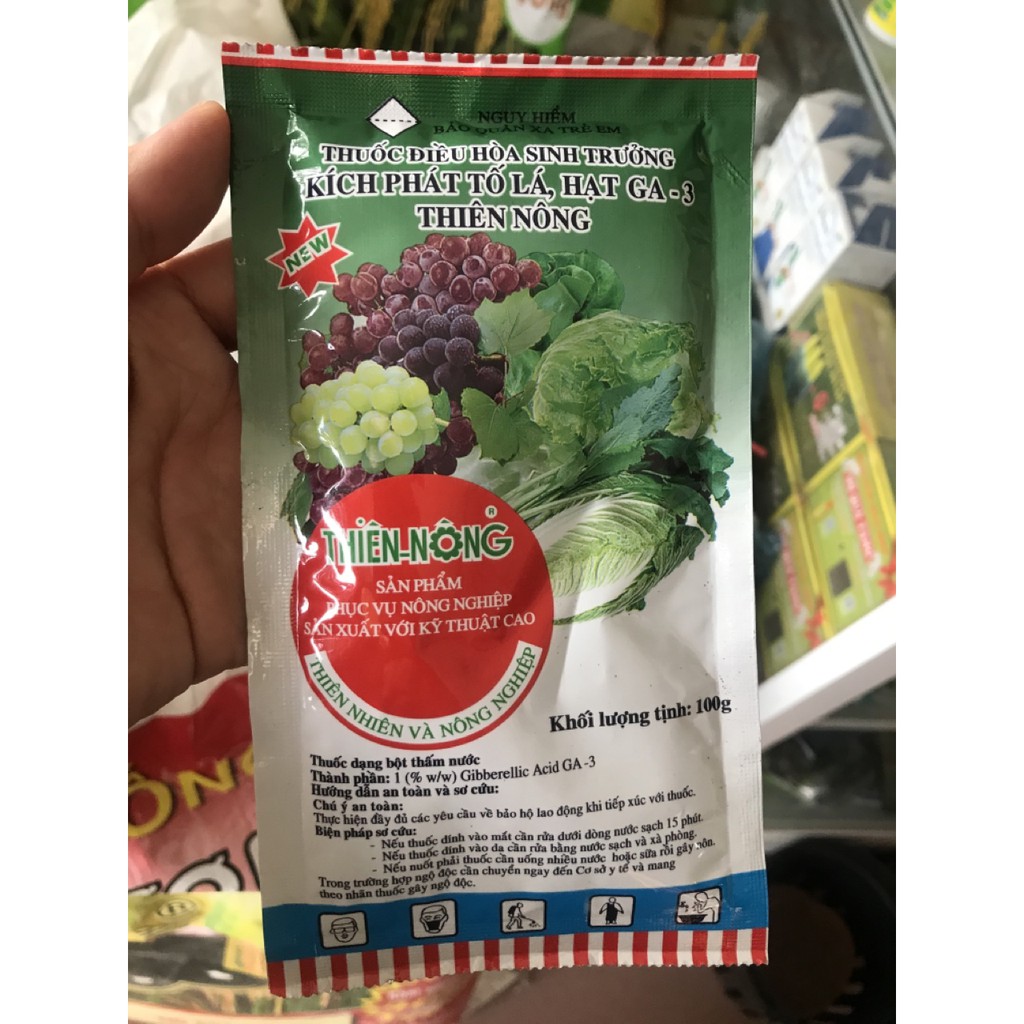 NGUY HIỂM
BẢO QUẢN XA TRẺ EM
THUỐC ĐIỀU HÒA SINH TRƯỞNG
KÍCH PHÁT TỐ LÁ, HẠT GA - 3
THIÊN NÔNG
NEW
THIÊN-NÔNG ®
SẢN PHẨM
PHỤC VỤ NÔNG NGHIỆP
SẢN XUẤT VỚI KỸ THUẬT CAO
THIÊN NHIÊN VÀ NÔNG NGHIỆP
Khối lượng tịnh: 100g
Thuốc dạng bột thấm nước
Thành phần: 1 (% w/w) Gibberellic Acid GA -3
Hướng dẫn an toàn và sơ cứu:
Chú ý an toàn:
Thực hiện đầy đủ các yêu cầu về bảo hộ lao động khi tiếp xúc với thuốc.
Biện pháp sơ cứu:
- Nếu thuốc dính vào mắt cần rửa dưới dòng nước sạch 15 phút.
- Nếu thuốc dính vào da cần rửa bằng nước sạch và xà phòng.
- Nếu nuốt phải thuốc cần uống nhiều nước hoặc sữa rồi gây nôn.
Trong trường hợp ngộ độc cần chuyển ngay đến Cơ sở y tế và mang
theo nhãn thuốc gây ngộ độc.